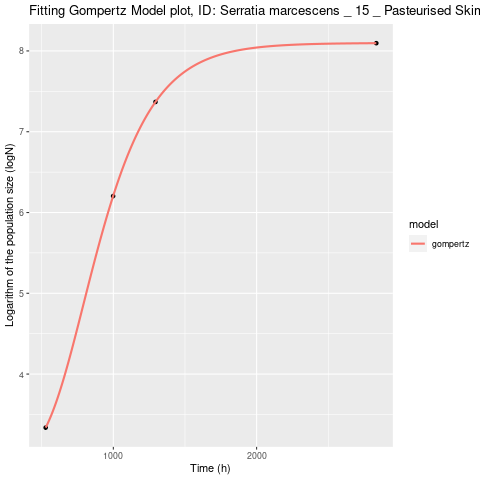 Fitting Gompertz Model plot, ID: Serratia marcescens _ 15 _ Pasteurised Skim
Logarithm of the population size (logN)
8
7
6
5
4
1000
2000
Time (h)
model
gompertz